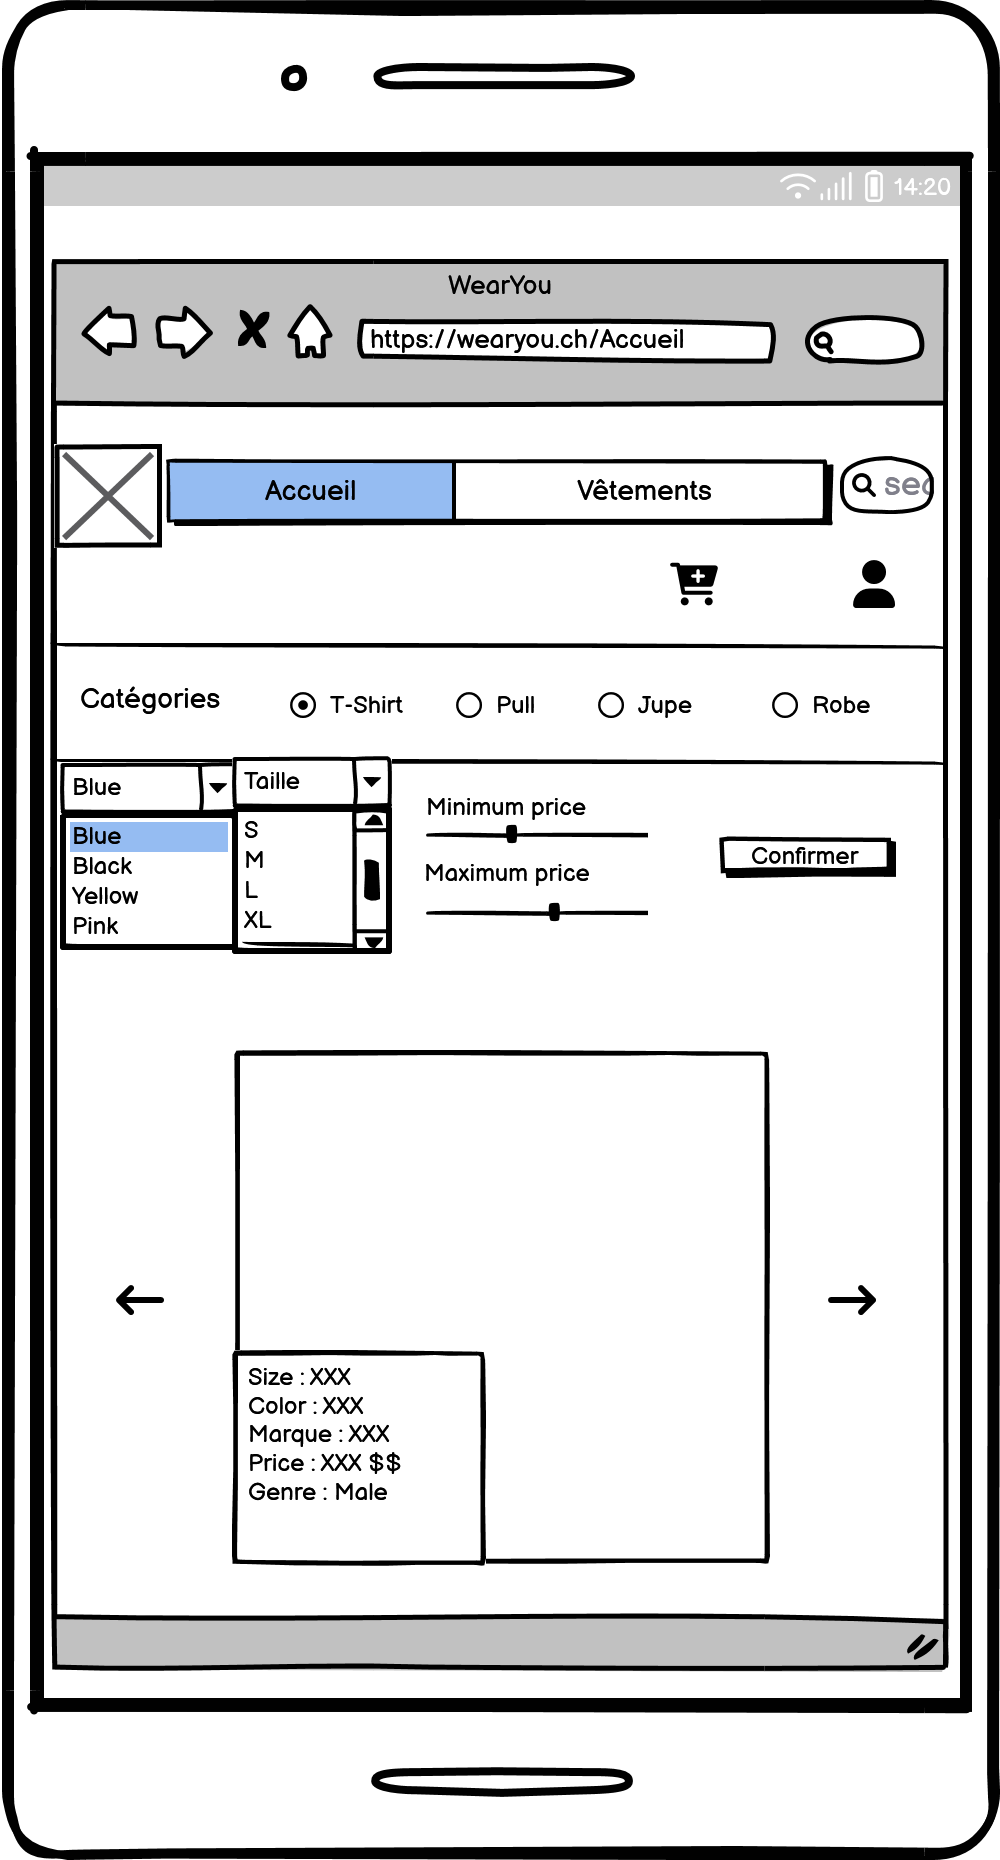 14:20
WearYou
https://wearyou.ch/Accueil
Accueil
Vêtements
Catégories
T-Shirt
Pull
Jupe
Robe
Blue
Taille
Blue
Black
Yellow
Pink
S
M
L
XL
Minimum price
Maximum price
Confirmer
Size : XXX
Color : XXX
Marque : XXX
Price : XXX $$
Genre : Male